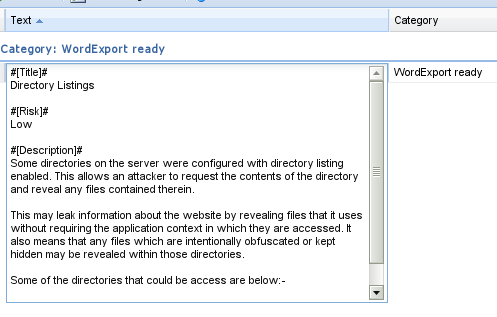 Text
Category
Category: WordExport ready
#[Title]#
Directory Listings
WordExport ready
#[Risk]#
Low
#[Description]#
Some directories on the server were configured with directory listing
enabled. This allows an attacker to request the contents of the directory
and reveal any files contained therein.
This may leak information about the website by revealing files that it uses
without requiring the application context in which they are accessed. It
also means that any files which are intentionally obfuscated or kept
hidden may be revealed within those directories.
Some of the directories that could be access are below:-